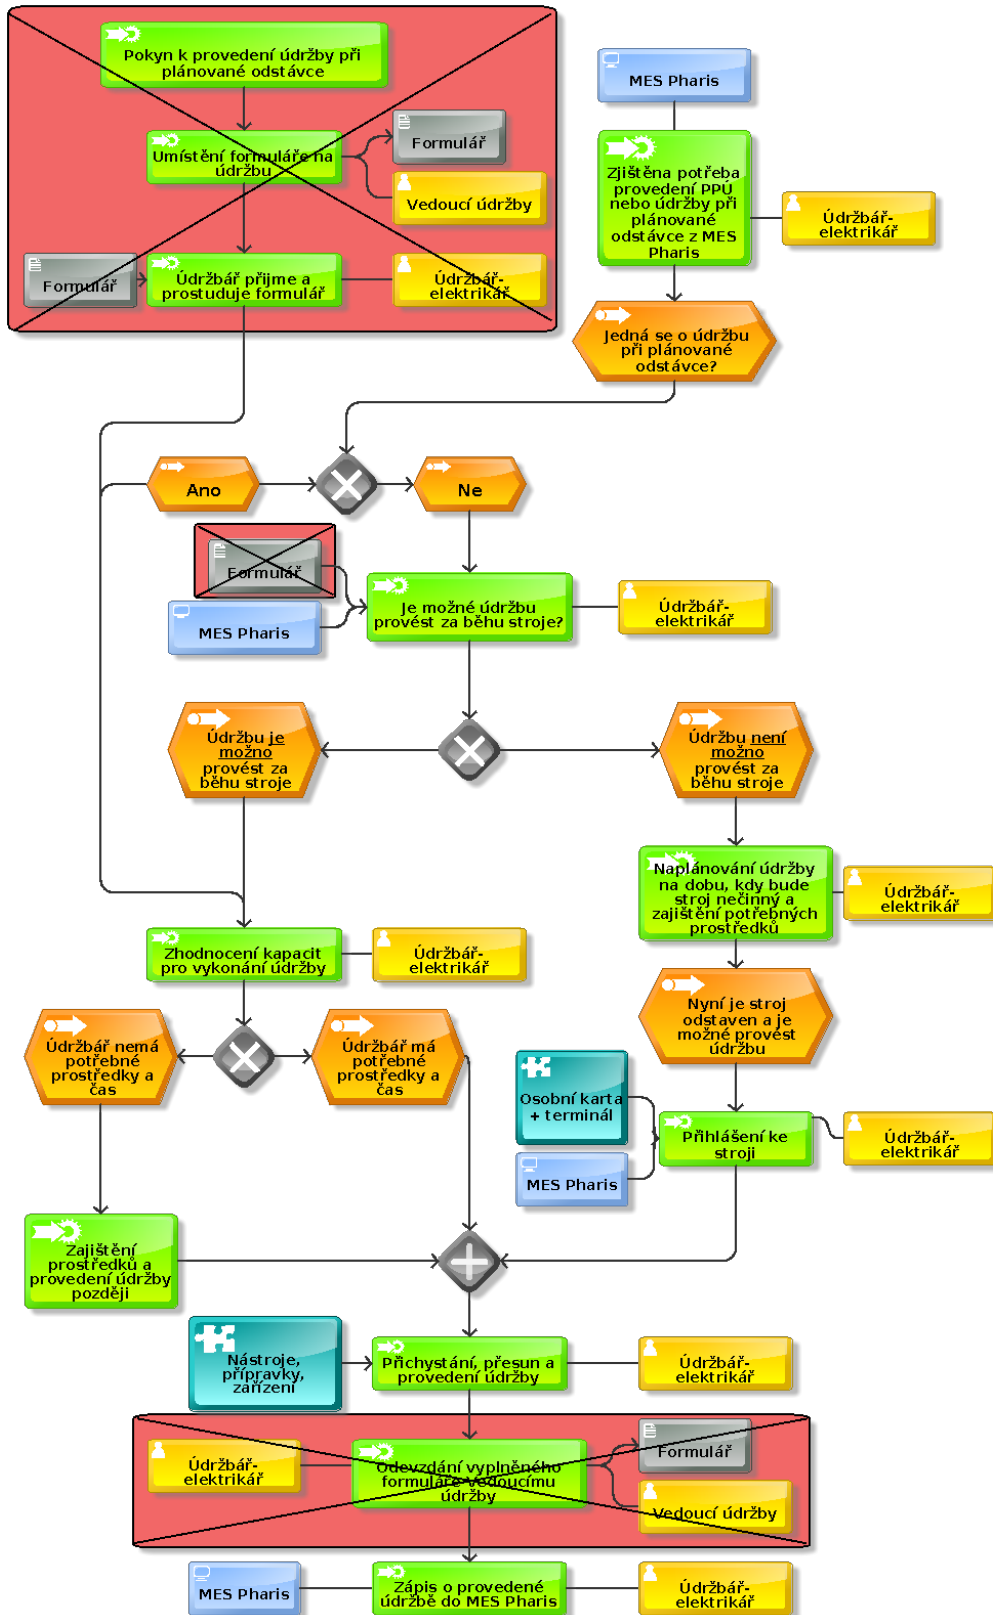 Pokyn k provedení údržby při
plánované odstávce
MES Pharis
Umístění formuláře na
údržbu
Formulář
Vedoucí údržby
Zjištěna potřeba
provedení PPÚ
nebo údržby při
plánované
odstávce z MES
Pharis
Údržbář-
elektrikář
Formulář
Údržbář přijme a
prostuduje formulář
Údržbář-
elektrikář
Jedná se o údržbu
při plánované
odstávce?
Ano
Ne
Formulář
MES Pharis
Je možné údržbu
provést za běhu stroje?
Údržbář-
elektrikář
Údržbu je
možno
provést za
běhu stroje
Údržbu není
možno
provést za
běhu stroje
Naplánování údržby
na dobu, kdy bude
stroj nečinný a
zajištění potřebných
prostředků
Údržbář-
elektrikář
Zhodnocení kapacit
pro vykonání údržby
Údržbář-
elektrikář
Údržbář nemá
potřebné
prostředky a
čas
Údržbář má
potřebné
prostředky a
čas
Nyní je stroj
odstaven a je
možné provést
údržbu
Osobní karta
+ terminál
MES Pharis
Přihlášení ke
stroji
Údržbář-
elektrikář
Zajištění
prostředků a
provedení údržby
později
Nástroje,
přípravky,
zařízení
Přichystání, přesun a
provedení údržby
Údržbář-
elektrikář
Údržbář-
elektrikář
Odevzdání vyplněného
formuláře Vedoucímu
údržby
Formulář
Vedoucí údržby
MES Pharis
Zápis o provedené
údržbě do MES Pharis
Údržbář-
elektrikář